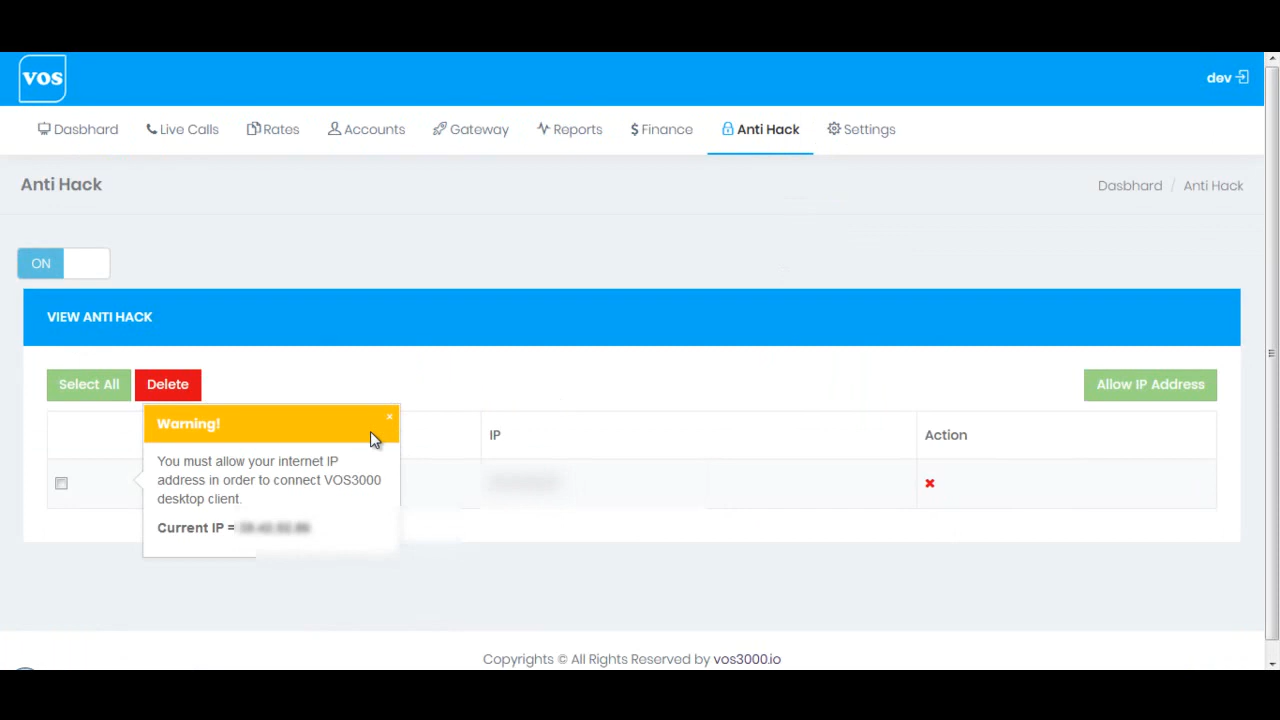 vos
dev
Dasbhard Live Calls Rates Accounts Gateway Reports $ Finance Anti Hack Settings
Anti Hack
Dasbhard / Anti Hack
ON
VIEW ANTI HACK
Select All Delete
Allow IP Address
Warning!
×
IP
Action
You must allow your internet IP
address in order to connect VOS3000
desktop client.
Current IP =
Copyrights © All Rights Reserved by vos3000.io